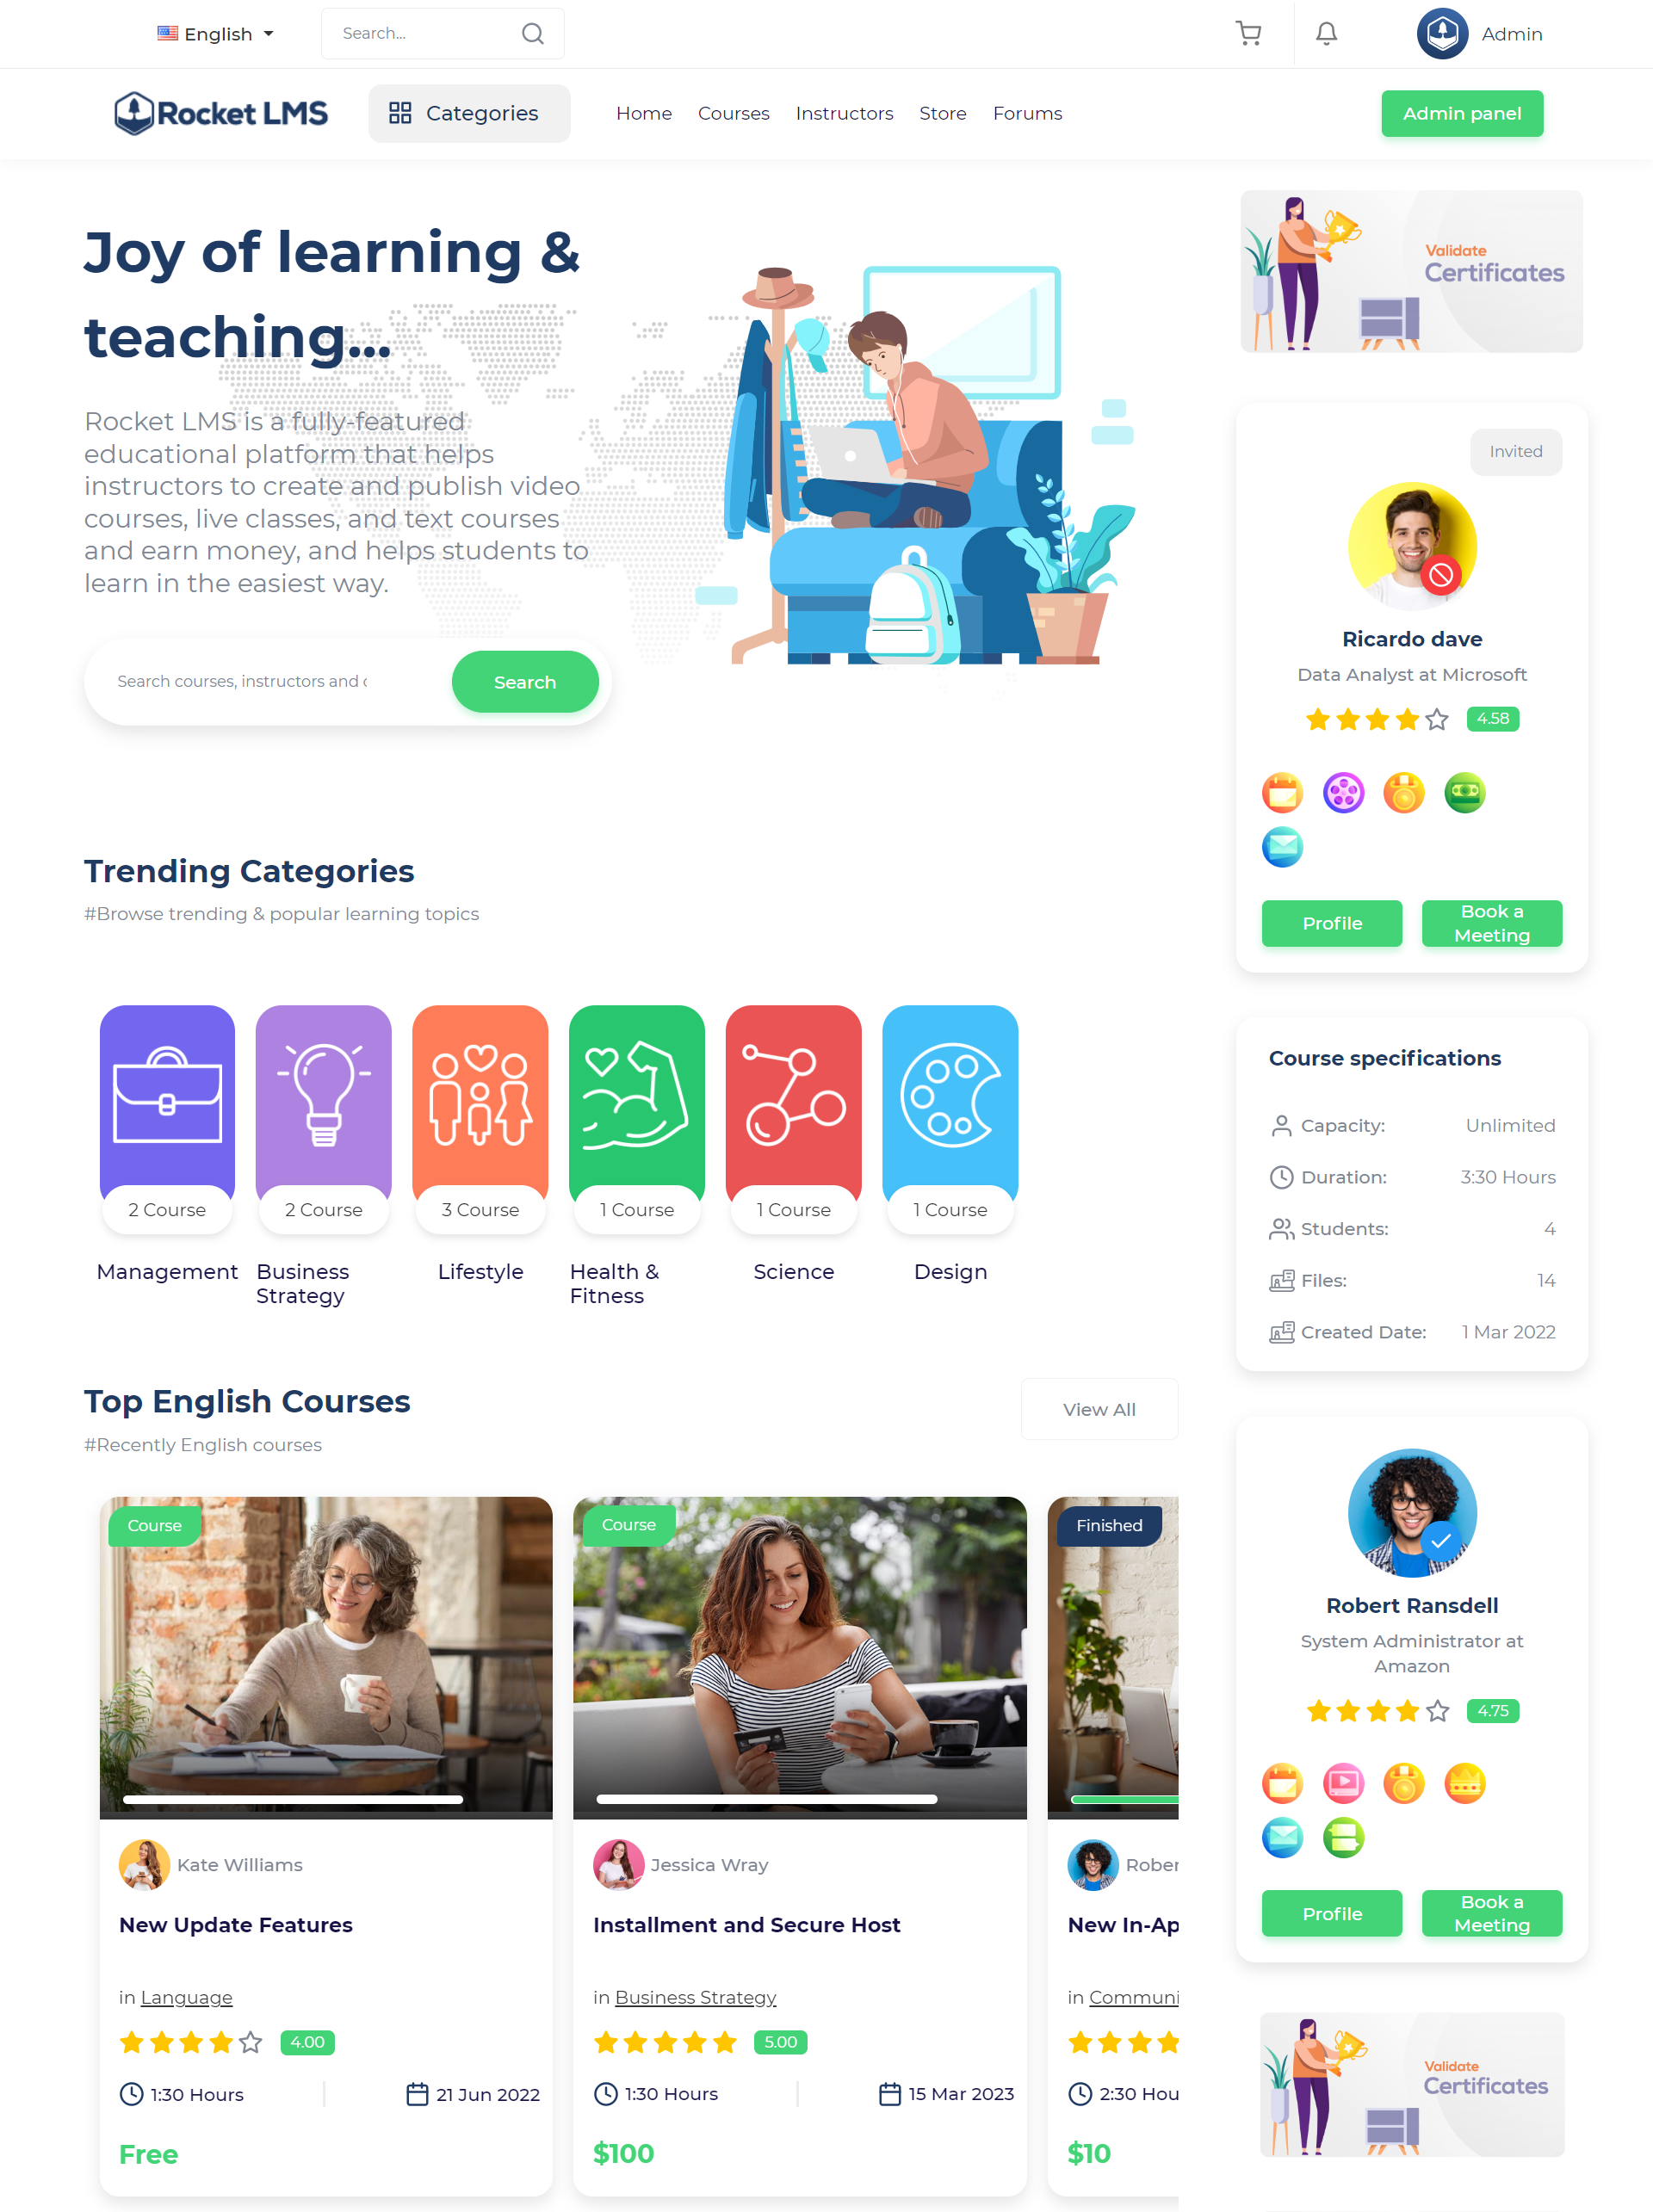 English
Search...
Admin
Rocket LMS
Categories
Home
Courses
Instructors
Store
Forums
Admin panel
Joy of learning &
teaching...
Rocket LMS is a fully-featured
educational platform that helps
instructors to create and publish video
courses, live classes, and text courses
and earn money, and helps students to
learn in the easiest way.
Search courses, instructors and
Search
Trending Categories
#Browse trending & popular learning topics
2 Course
2 Course
3 Course
1 Course
1 Course
1 Course
Management
Business
Strategy
Lifestyle
Health &
Fitness
Science
Design
Top English Courses
#Recently English courses
View All
Course
Kate Williams
New Update Features
in Language
4.00
1:30 Hours
21 Jun 2022
Free
Course
Jessica Wray
Installment and Secure Host
in Business Strategy
5.00
1:30 Hours
15 Mar 2023
$100
Finished
Rober
New In-Ap
in Communi
2:30 Hou
$10
Validate
Certificates
Invited
Ricardo dave
Data Analyst at Microsoft
4.58
Profile
Book a
Meeting
Course specifications
Capacity:
Unlimited
Duration:
3:30 Hours
Students:
4
Files:
14
Created Date:
1 Mar 2022
Robert Ransdell
System Administrator at
Amazon
4.75
Profile
Book a
Meeting
Validate
Certificates